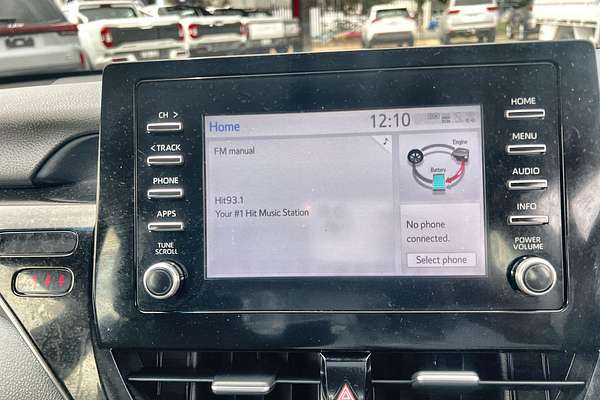 CH >
< TRACK
PHONE
APPS
TUNE
SCROLL
Home
12:10
FM manual
Hit93.1
Your #1 Hit Music Station
Engine
Battery
No phone
connected.
Select phone
HOME
MENU
AUDIO
INFO
POWER
VOLUME